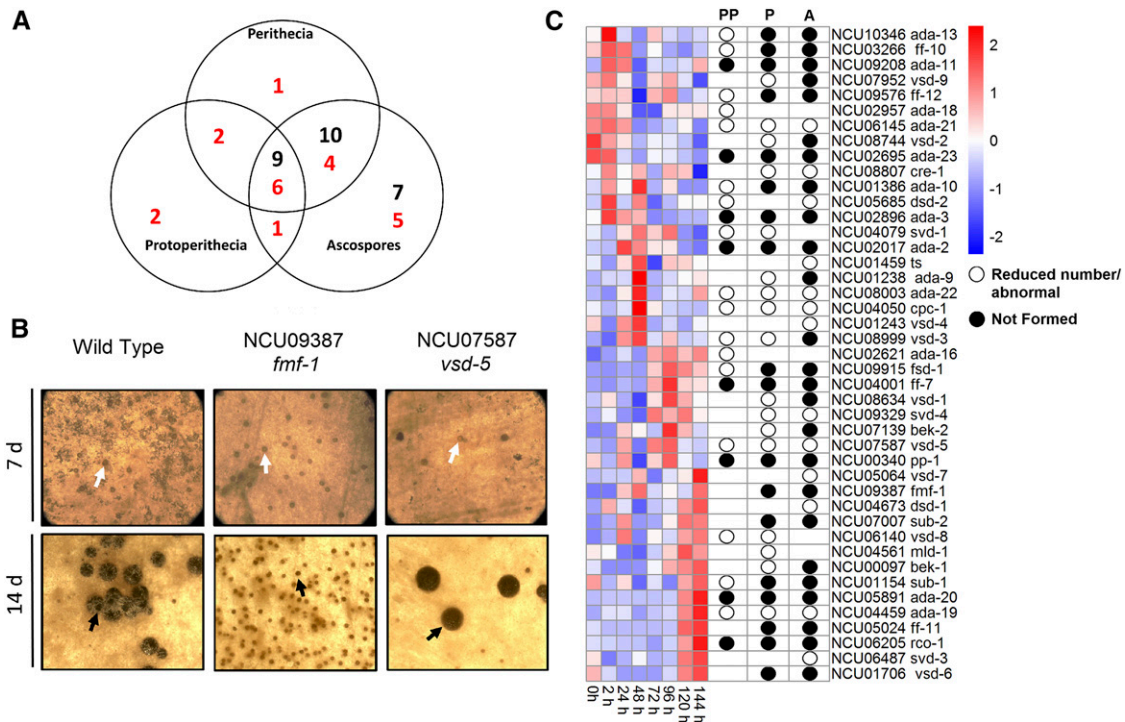 A
Perithecia
1
2
10
9
4
6
7
2
1
5
Protoperithecia
Ascospores
B
Wild Type
NCU09387
fmf-1
NCU07587
vsd-5
7 d
14 d
C
PP P A
NCU10346 ada-13
NCU03266 ff-10
NCU09208 ada-11
NCU07952 vsd-9
NCU09576 ff-12
NCU02957 ada-18
NCU06145 ada-21
NCU08744 vsd-2
NCU02695 ada-23
NCU08807 cre-1
NCU01386 ada-10
NCU05685 dsd-2
NCU02896 ada-3
NCU04079 svd-1
NCU02017 ada-2
NCU01459 ts
NCU01238 ada-9
NCU08003 ada-22
NCU04050 cpc-1
NCU01243 vsd-4
NCU08999 vsd-3
NCU02621 ada-16
NCU09915 fsd-1
NCU04001 ff-7
NCU08634 vsd-1
NCU09329 svd-4
NCU07139 bek-2
NCU07587 vsd-5
NCU00340 pp-1
NCU05064 vsd-7
NCU09387 fmf-1
NCU04673 dsd-1
NCU07007 sub-2
NCU06140 vsd-8
NCU04561 mld-1
NCU00097 bek-1
NCU01154 sub-1
NCU05891 ada-20
NCU04459 ada-19
NCU05024 ff-11
NCU06205 rco-1
NCU06487 svd-3
NCU01706 vsd-6
0h 2 h 24 h 48 h 72 h 96 h 120 h 144 h
2
1
0
-1
-2
Reduced number/
abnormal
Not Formed